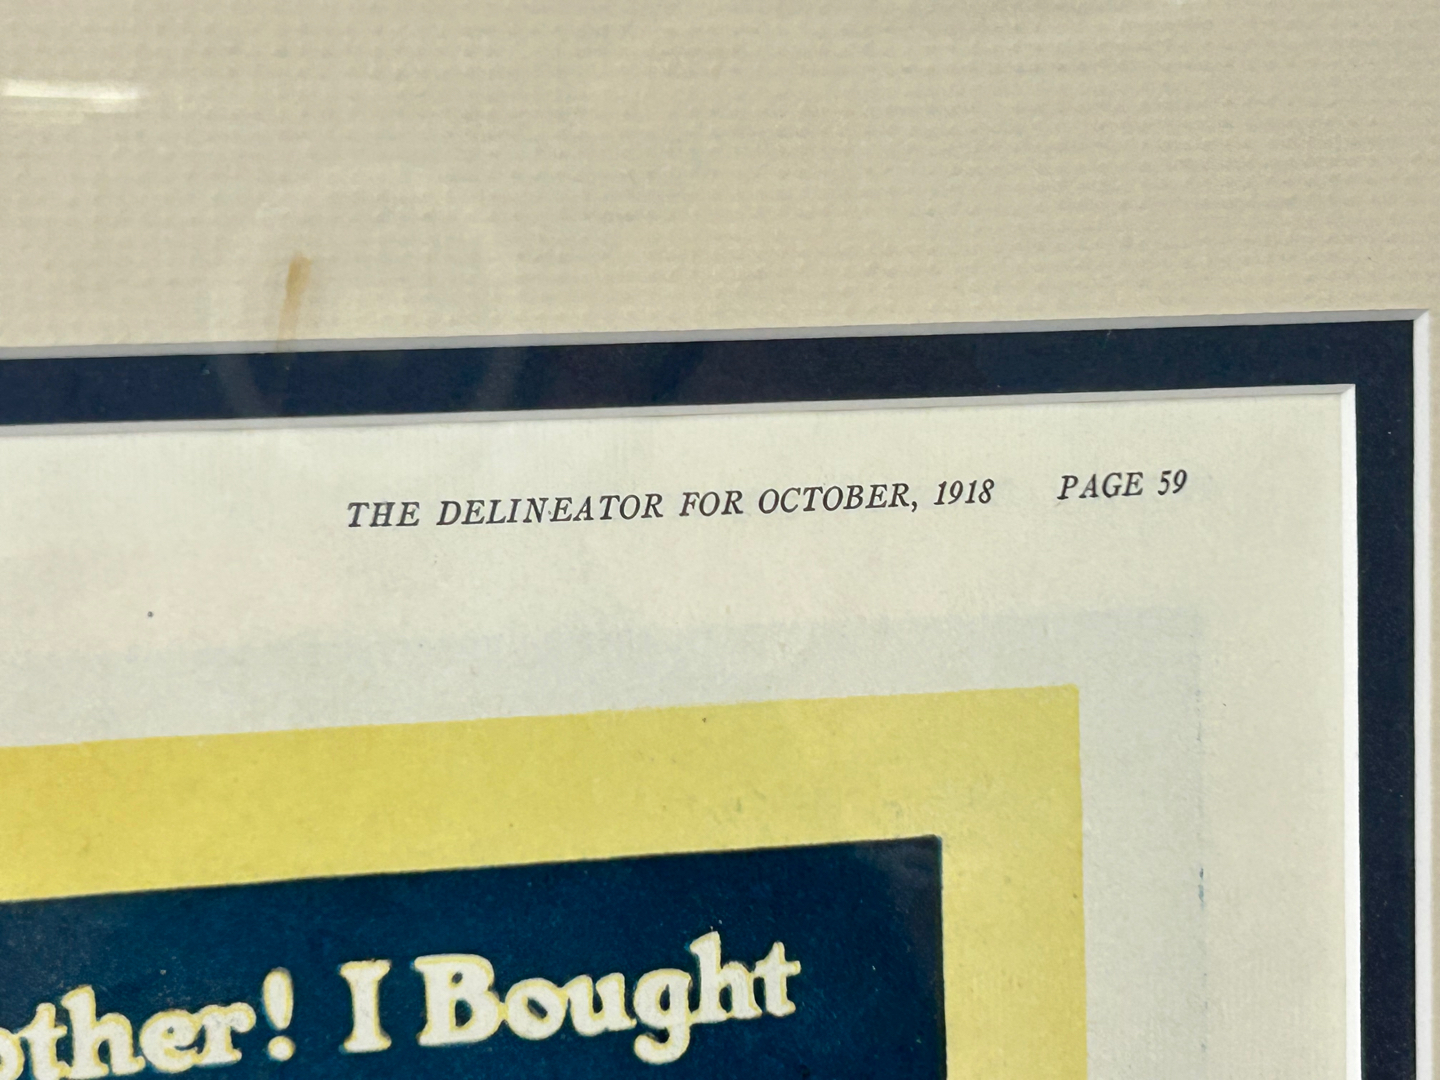 THE DELINEATOR FOR OCTOBER, 1918 PAGE 59
other! I Bought